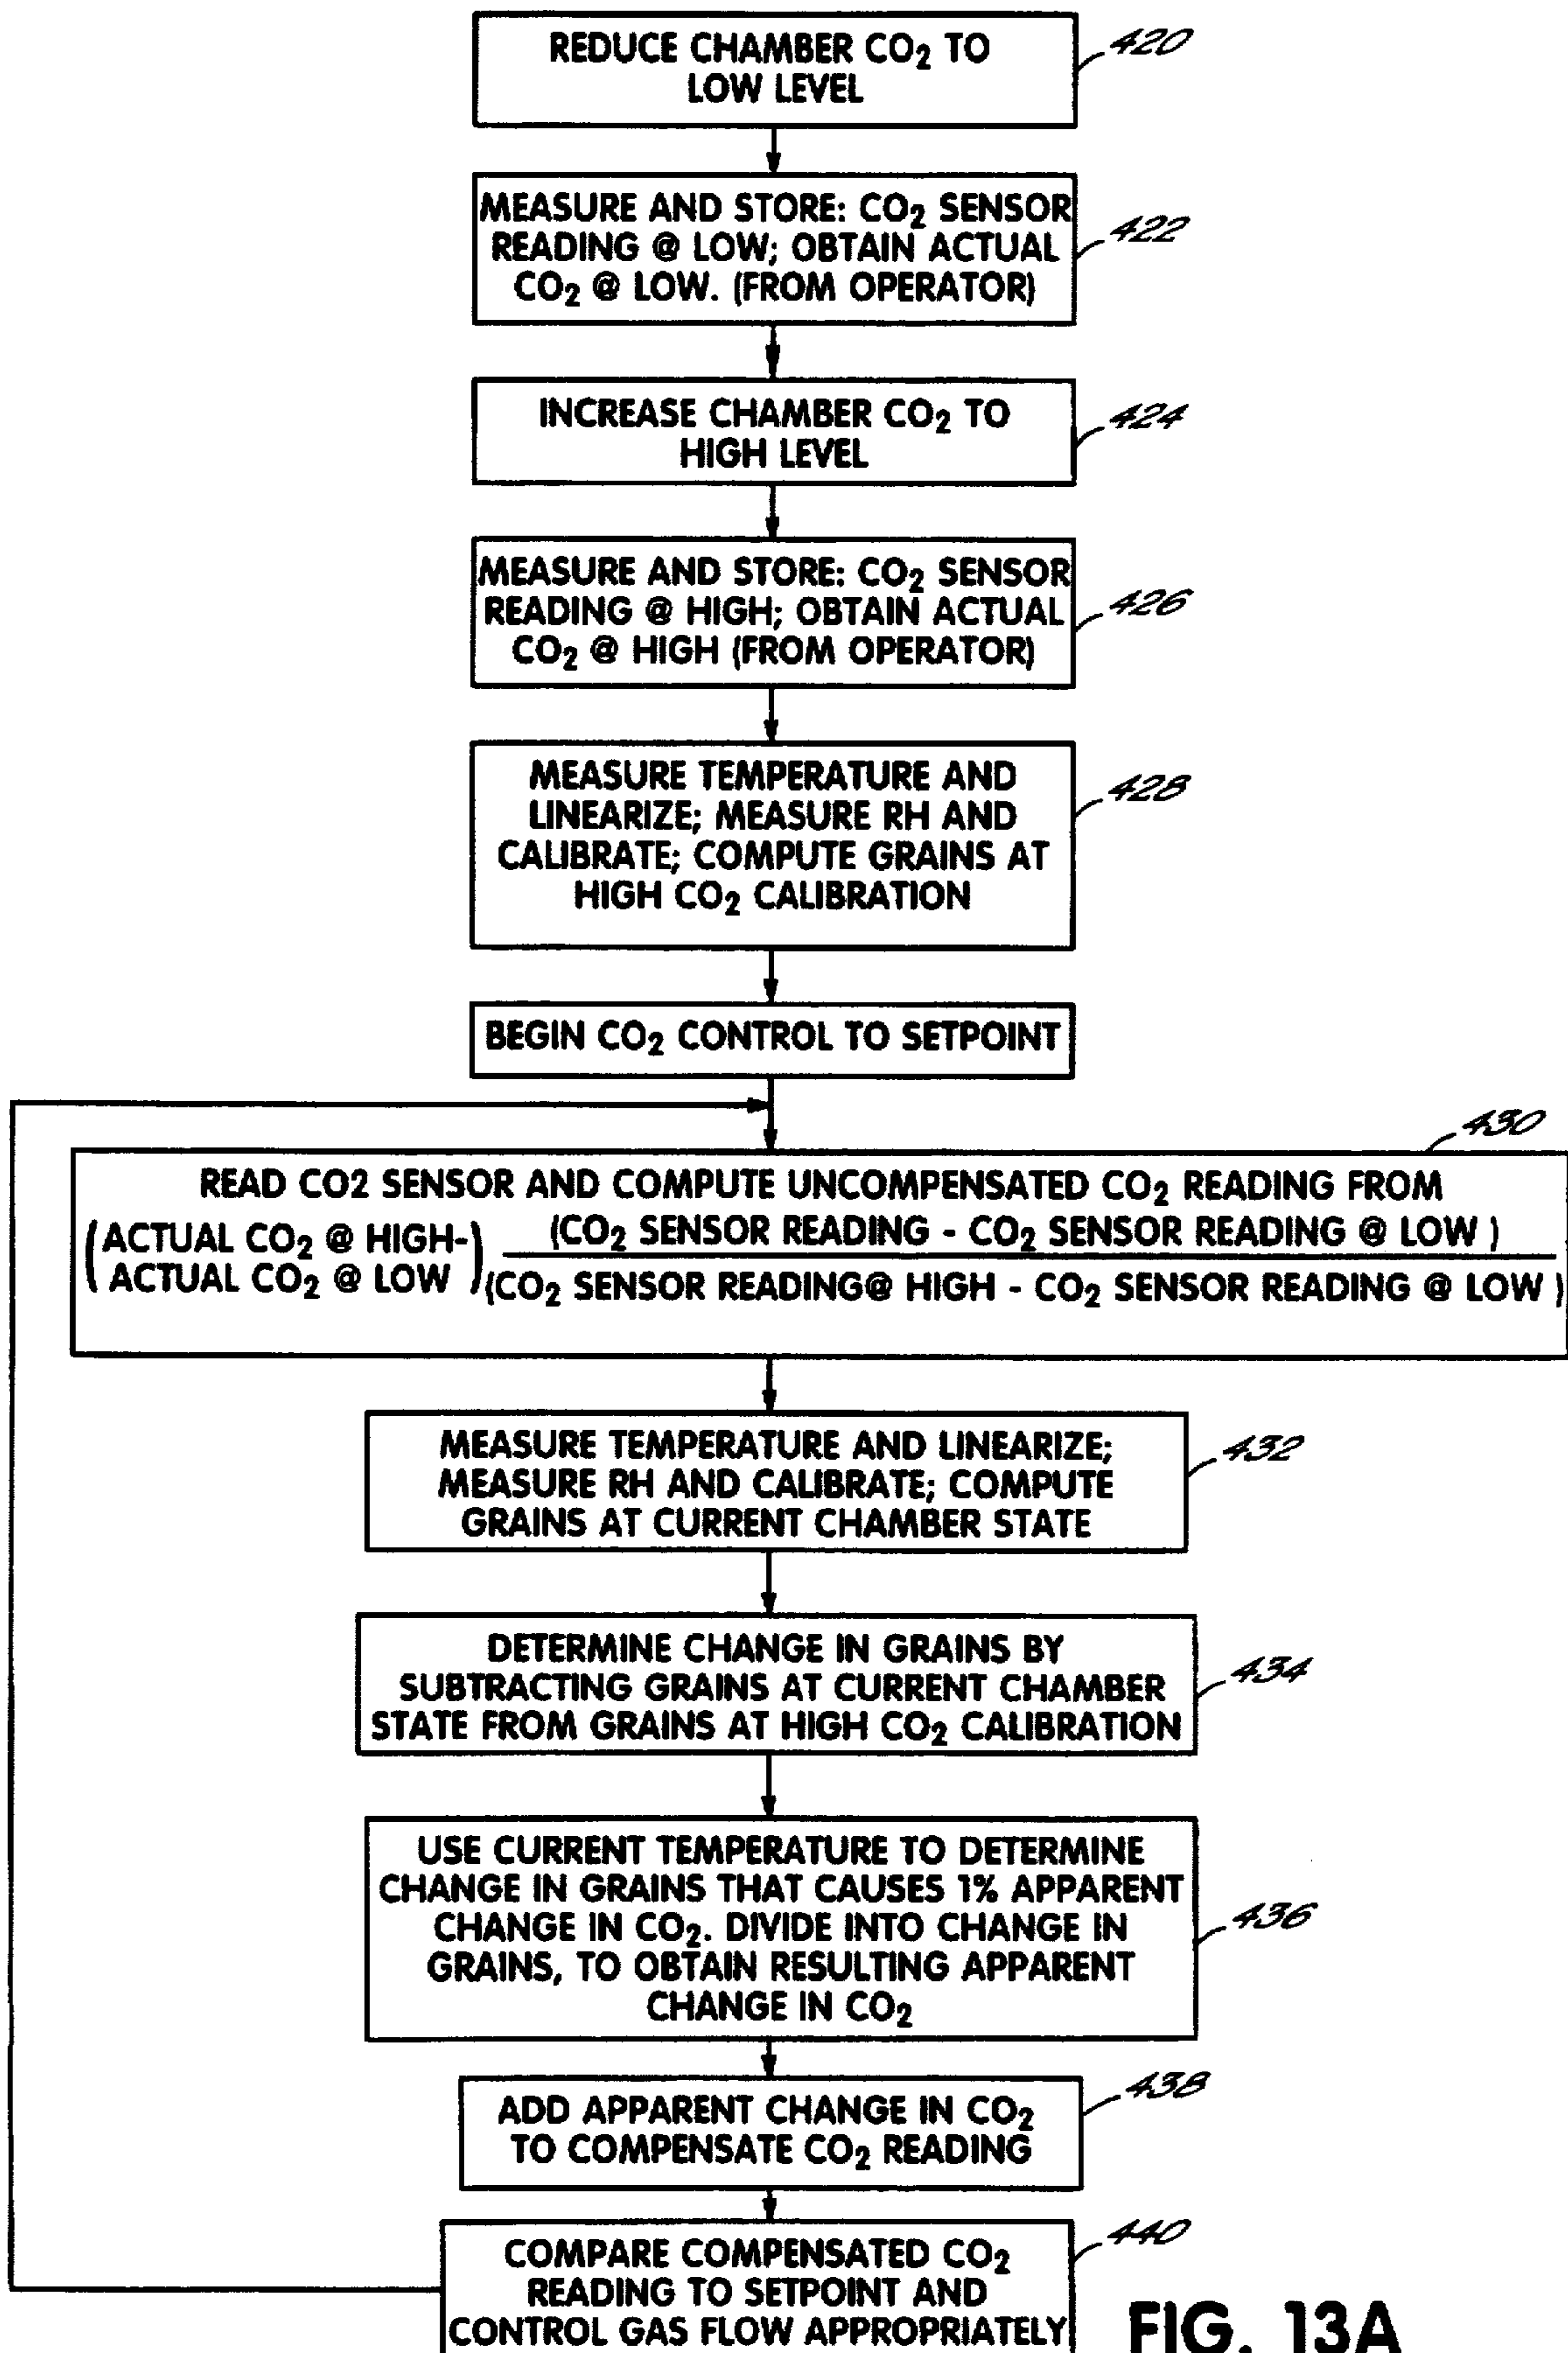 REDUCE CHAMBER CO₂ TO
LOW LEVEL
420
MEASURE AND STORE: CO₂ SENSOR
READING @ LOW; OBTAIN ACTUAL
CO₂ @ LOW. (FROM OPERATOR)
422
INCREASE CHAMBER CO₂ TO
HIGH LEVEL
424
MEASURE AND STORE: CO₂ SENSOR
READING @ HIGH; OBTAIN ACTUAL
CO₂ @ HIGH (FROM OPERATOR)
426
MEASURE TEMPERATURE AND
LINEARIZE; MEASURE RH AND
CALIBRATE; COMPUTE GRAINS AT
HIGH CO₂ CALIBRATION
428
BEGIN CO₂ CONTROL TO SETPOINT
430
READ CO2 SENSOR AND COMPUTE UNCOMPENSATED CO₂ READING FROM
(ACTUAL CO₂ @ HIGH-
ACTUAL CO₂ @ LOW)
(CO₂ SENSOR READING - CO₂ SENSOR READING @ LOW )
(CO₂ SENSOR READING@ HIGH - CO₂ SENSOR READING @ LOW )
MEASURE TEMPERATURE AND LINEARIZE;
MEASURE RH AND CALIBRATE; COMPUTE
GRAINS AT CURRENT CHAMBER STATE
432
DETERMINE CHANGE IN GRAINS BY
SUBTRACTING GRAINS AT CURRENT CHAMBER
STATE FROM GRAINS AT HIGH CO₂ CALIBRATION
434
USE CURRENT TEMPERATURE TO DETERMINE
CHANGE IN GRAINS THAT CAUSES 1% APPARENT
CHANGE IN CO₂. DIVIDE INTO CHANGE IN
GRAINS, TO OBTAIN RESULTING APPARENT
CHANGE IN CO₂
436
ADD APPARENT CHANGE IN CO₂
TO COMPENSATE CO₂ READING
438
COMPARE COMPENSATED CO₂
READING TO SETPOINT AND
CONTROL GAS FLOW APPROPRIATELY
440
FIG. 13A